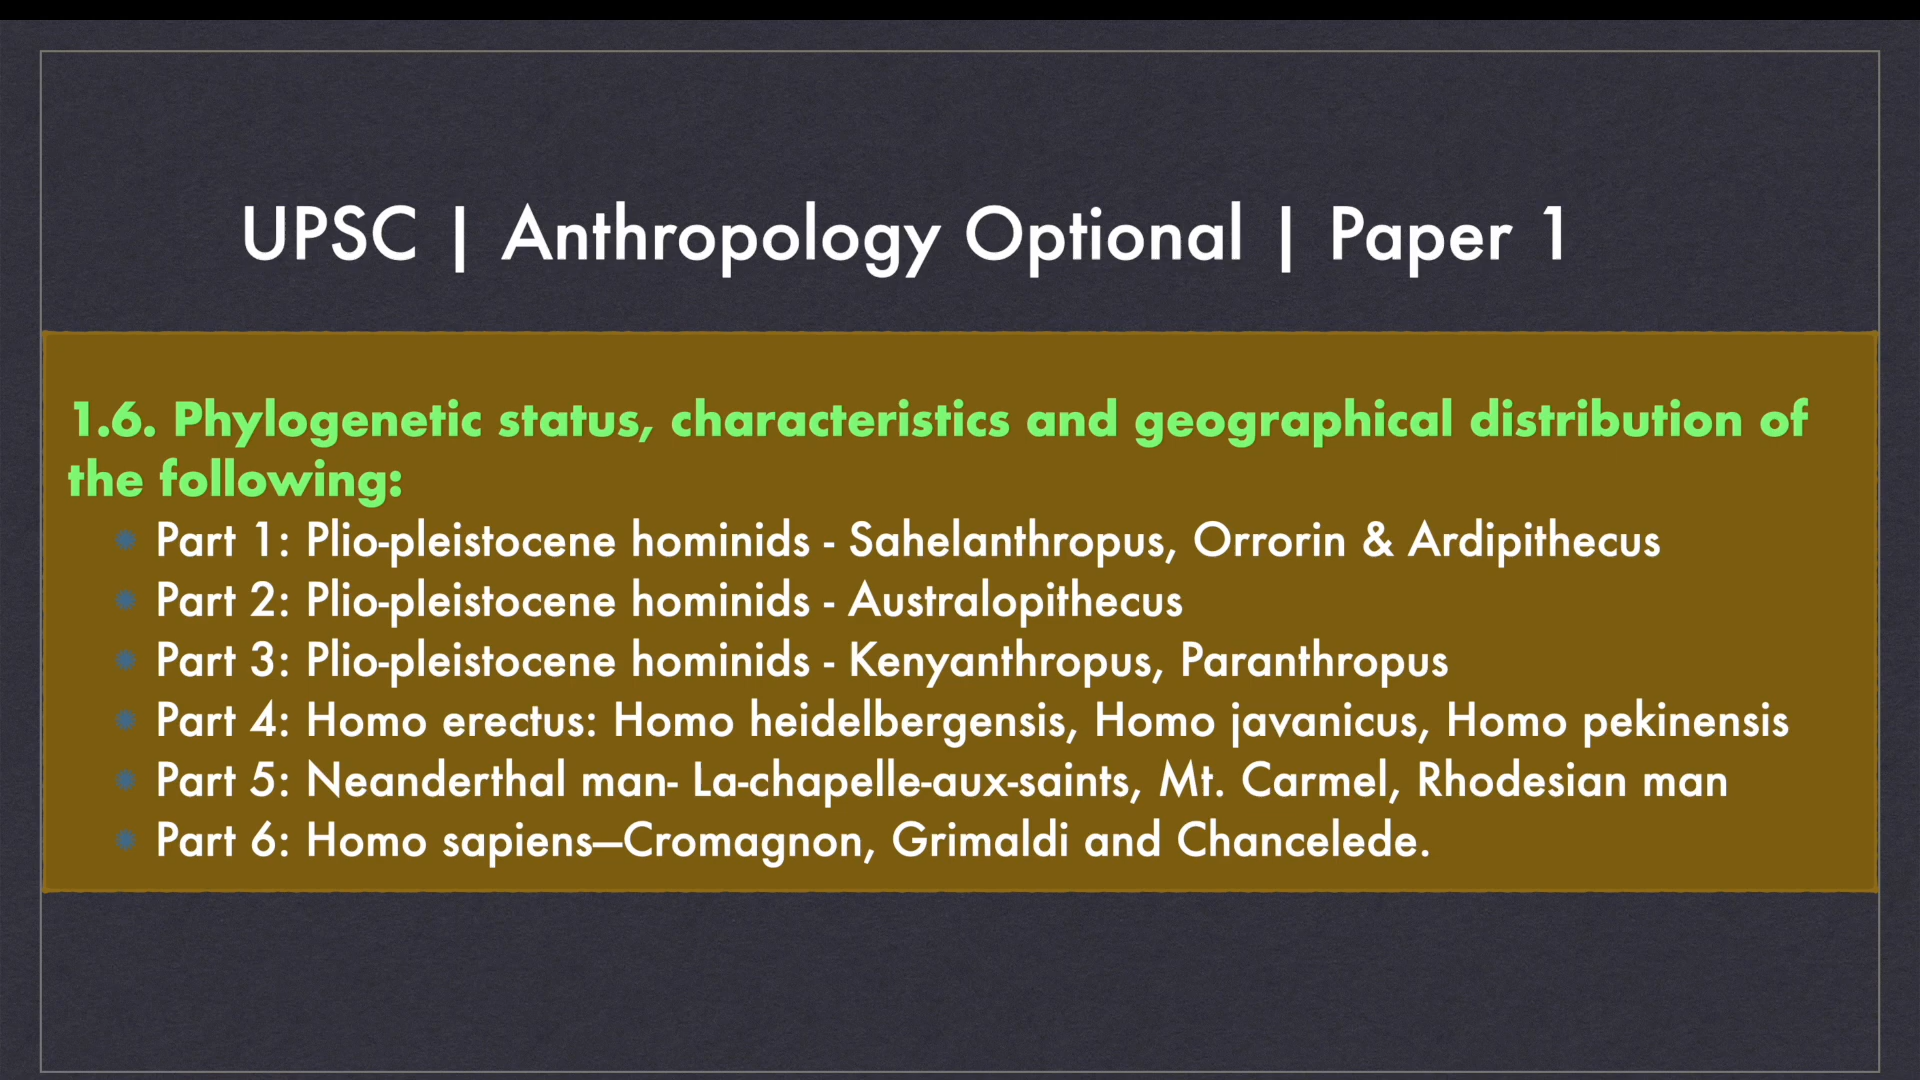 UPSC | Anthropology Optional | Paper 1
1.6. Phylogenetic status, characteristics and geographical distribution of
the following:
Part 1: Plio-pleistocene hominids - Sahelanthropus, Orrorin & Ardipithecus
Part 2: Plio-pleistocene hominids - Australopithecus
Part 3: Plio-pleistocene hominids - Kenyanthropus, Paranthropus
Part 4: Homo erectus: Homo heidelbergensis, Homo javanicus, Homo pekinensis
Part 5: Neanderthal man- La-chapelle-aux-saints, Mt. Carmel, Rhodesian man
Part 6: Homo sapiens—Cromagnon, Grimaldi and Chancelede.